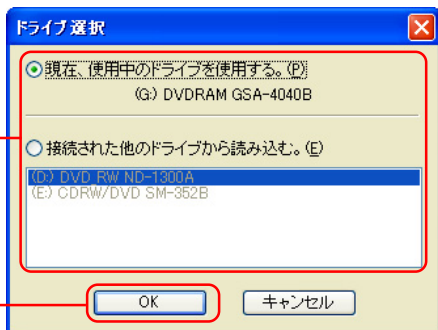 ドライブ選択
現在、使用中のドライブを使用する。(P)
(G:) DVDRAM GSA-4040B
接続された他のドライブから読み込む。(E)
(D:) DVD_RW ND-1300A
(E:) CDRW/DVD SM-352B
OK
キャンセル